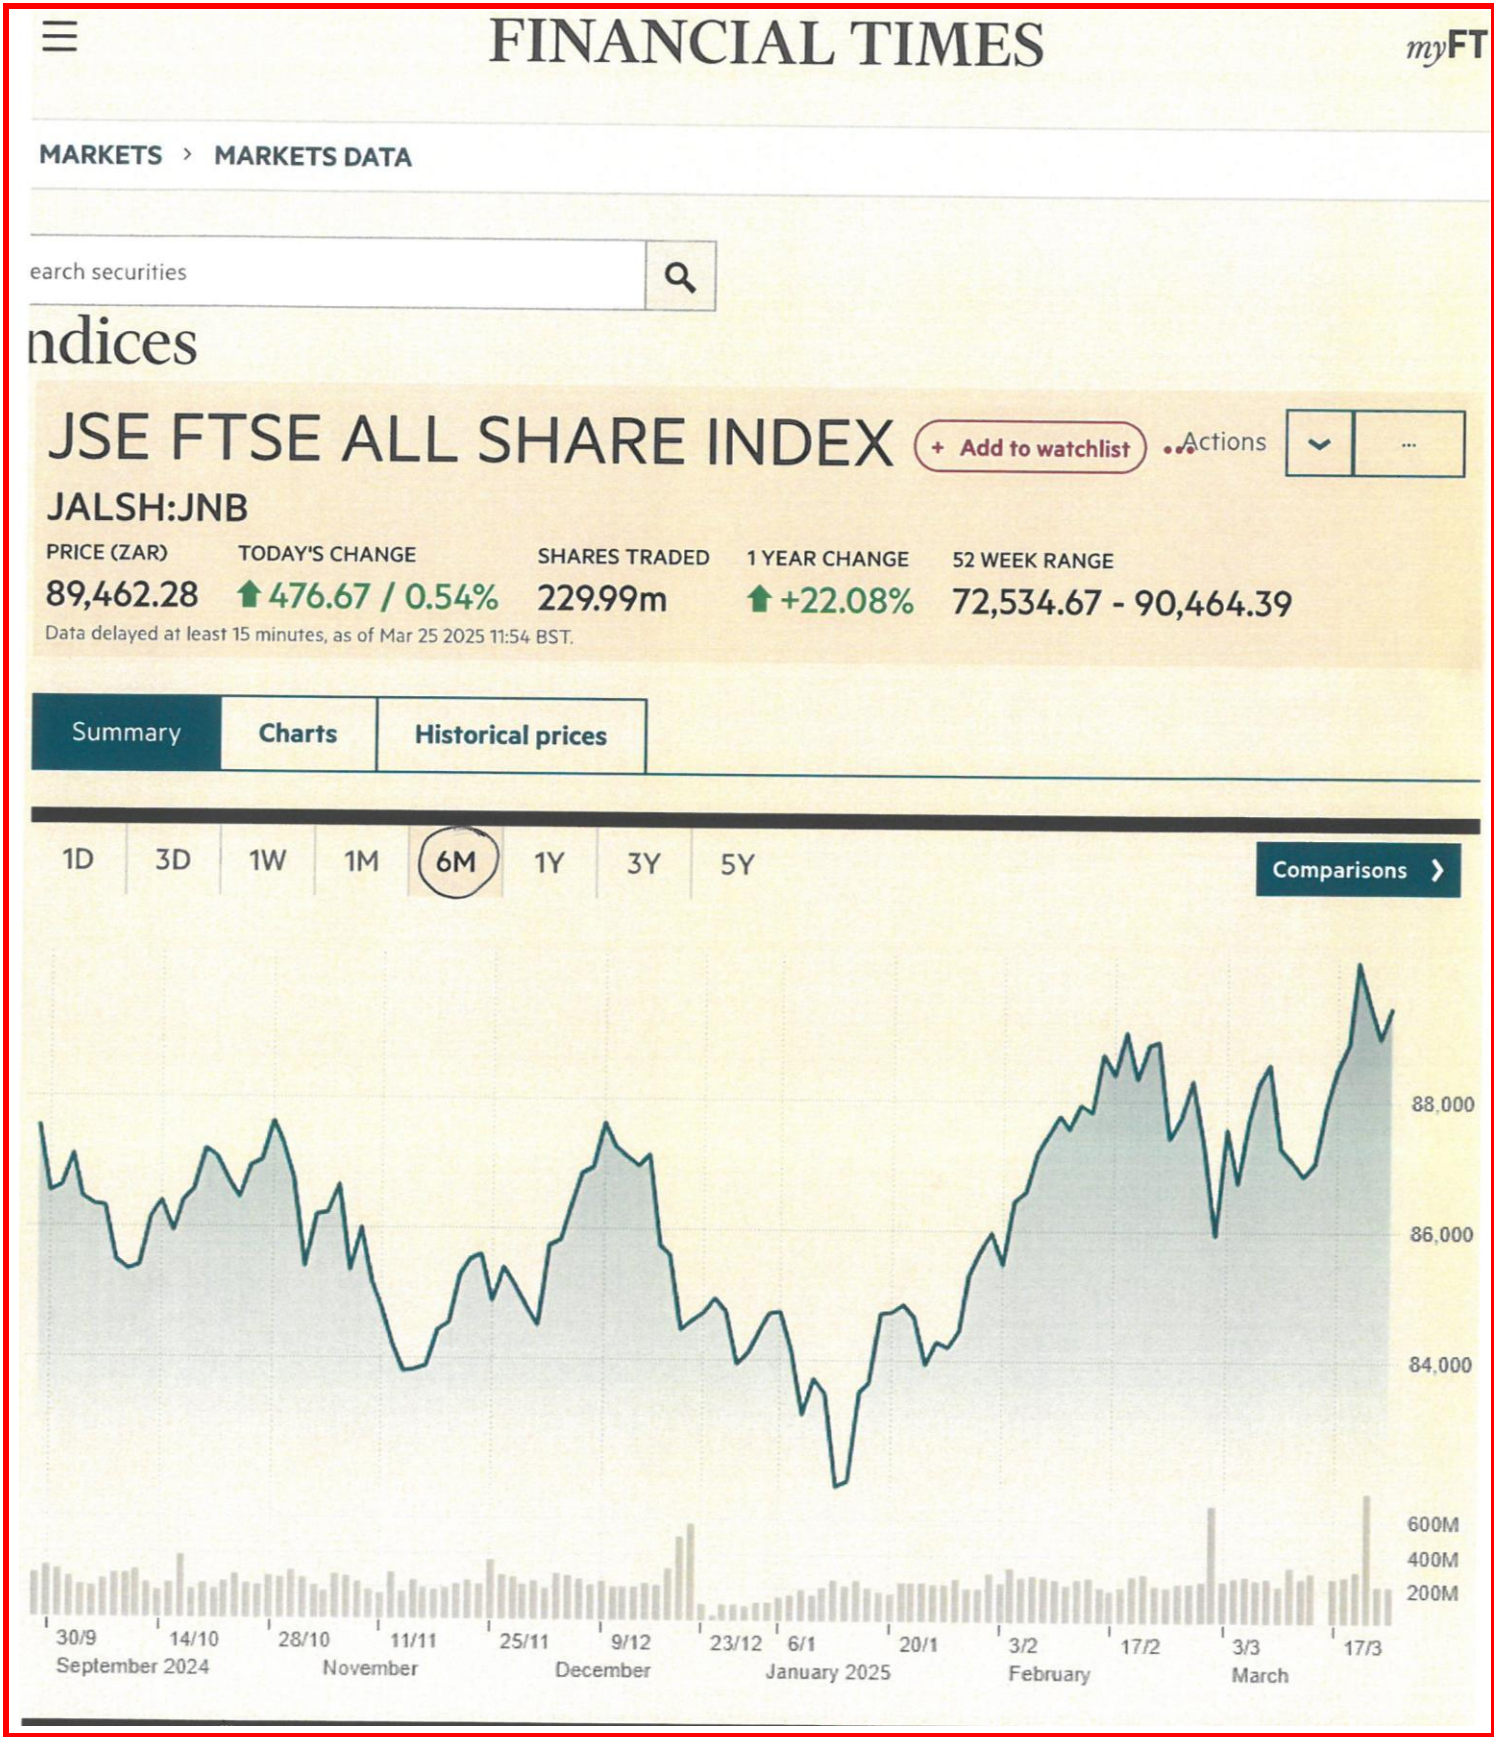 FINANCIAL TIMES
myFT
MARKETS > MARKETS DATA
earch securities
ndices
JSE FTSE ALL SHARE INDEX
+ Add to watchlist
Actions
...
JALSH:JNB
PRICE (ZAR) TODAY'S CHANGE SHARES TRADED 1 YEAR CHANGE 52 WEEK RANGE
89,462.28 476.67 / 0.54% 229.99m +22.08% 72,534.67 - 90,464.39
Data delayed at least 15 minutes, as of Mar 25 2025 11:54 BST.
Summary Charts Historical prices
1D 3D 1W 1M 6M 1Y 3Y 5Y
Comparisons
88,000
86,000
84,000
600M
400M
200M
30/9 14/10 28/10 11/11 25/11 9/12 23/12 6/1 20/1 3/2 17/2 3/3 17/3
September 2024 November December January 2025 February March